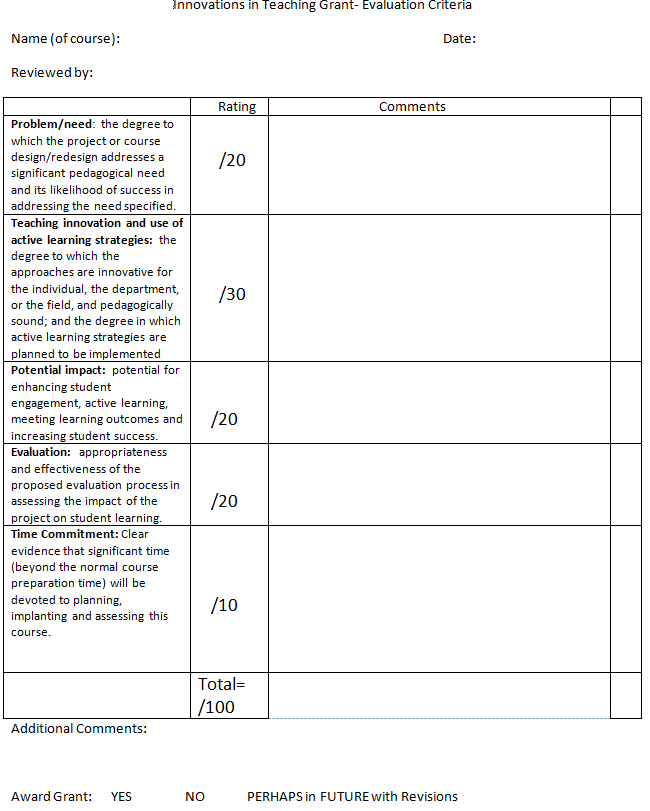 Innovations in Teaching Grant- Evaluation Criteria
Name (of course):	Date:
Reviewed by:
Rating	Comments
Problem/need:  the degree to
which the project or course
design/redesign addresses a
significant pedagogical need
and its likelihood of success in
addressing the need specified.
/20
Teaching innovation and use of
active learning strategies:  the
degree to which the
approaches are innovative for
the individual, the department,
or the field, and pedagogically
sound; and the degree in which
active learning strategies are
planned to be implemented
/30
Potential impact:  potential for
enhancing student
engagement, active learning,
meeting learning outcomes and
increasing student success.
/20
Evaluation:  appropriateness
and effectiveness of the
proposed evaluation process in
assessing the impact of the
project on student learning.
/20
Time Commitment: Clear
evidence that significant time
(beyond the normal course
preparation time) will be
devoted to planning,
implanting and assessing this
course.
/10
Total=
/100
Additional Comments:
Award Grant:	YES	NO	PERHAPS in FUTURE with Revisions